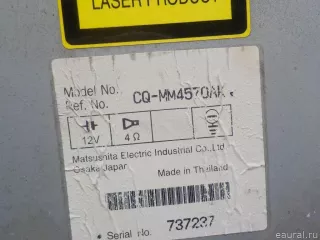 LASER PRODUCT
Model No.
Ref. No.
CQ-MM4570AK
12V
4Ω
Matsushita Electric Industrial Co., Ltd
Osaka Japan
Made in Thailand
Serial No. 737237
© eaural.ru